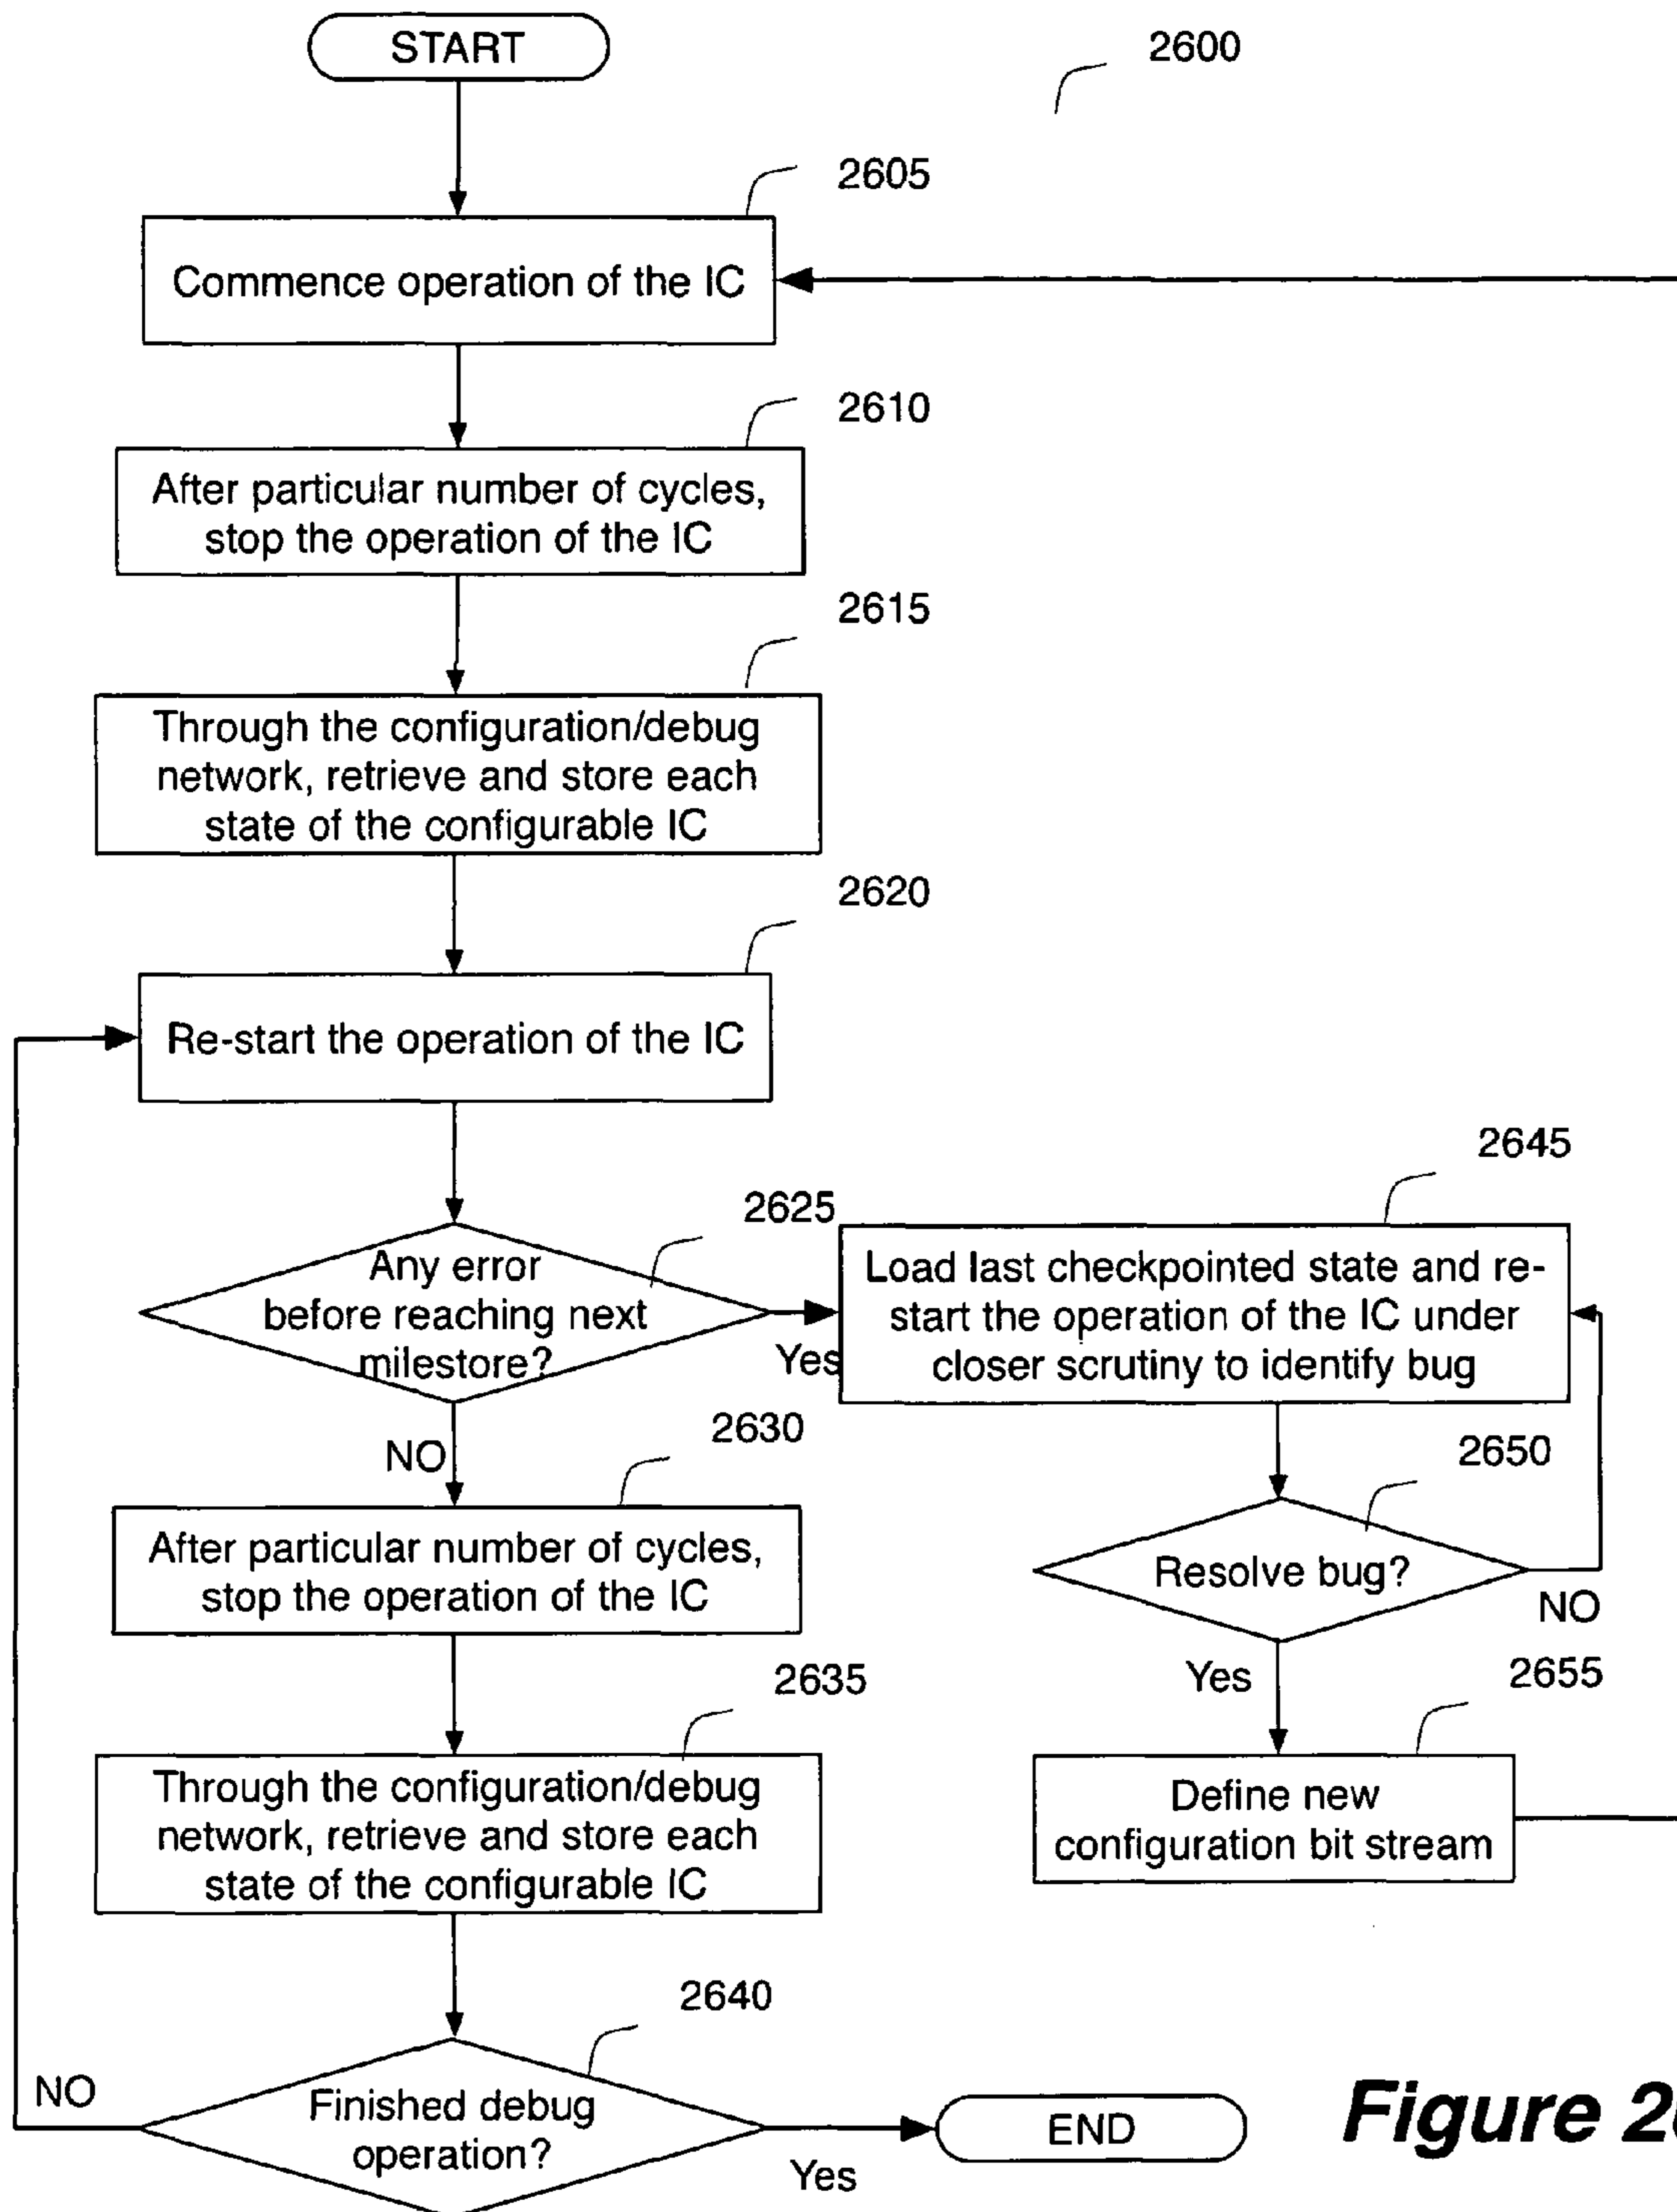 START
2600
2605
Commence operation of the IC
2610
After particular number of cycles,
stop the operation of the IC
2615
Through the configuration/debug
network, retrieve and store each
state of the configurable IC
2620
Re-start the operation of the IC
2625
Any error
before reaching next
milestore?
Yes
NO
2630
After particular number of cycles,
stop the operation of the IC
2635
Through the configuration/debug
network, retrieve and store each
state of the configurable IC
2640
Finished debug
operation?
NO
Yes
END
2645
Load last checkpointed state and re-
start the operation of the IC under
closer scrutiny to identify bug
2650
Resolve bug?
NO
Yes
2655
Define new
configuration bit stream
Figure